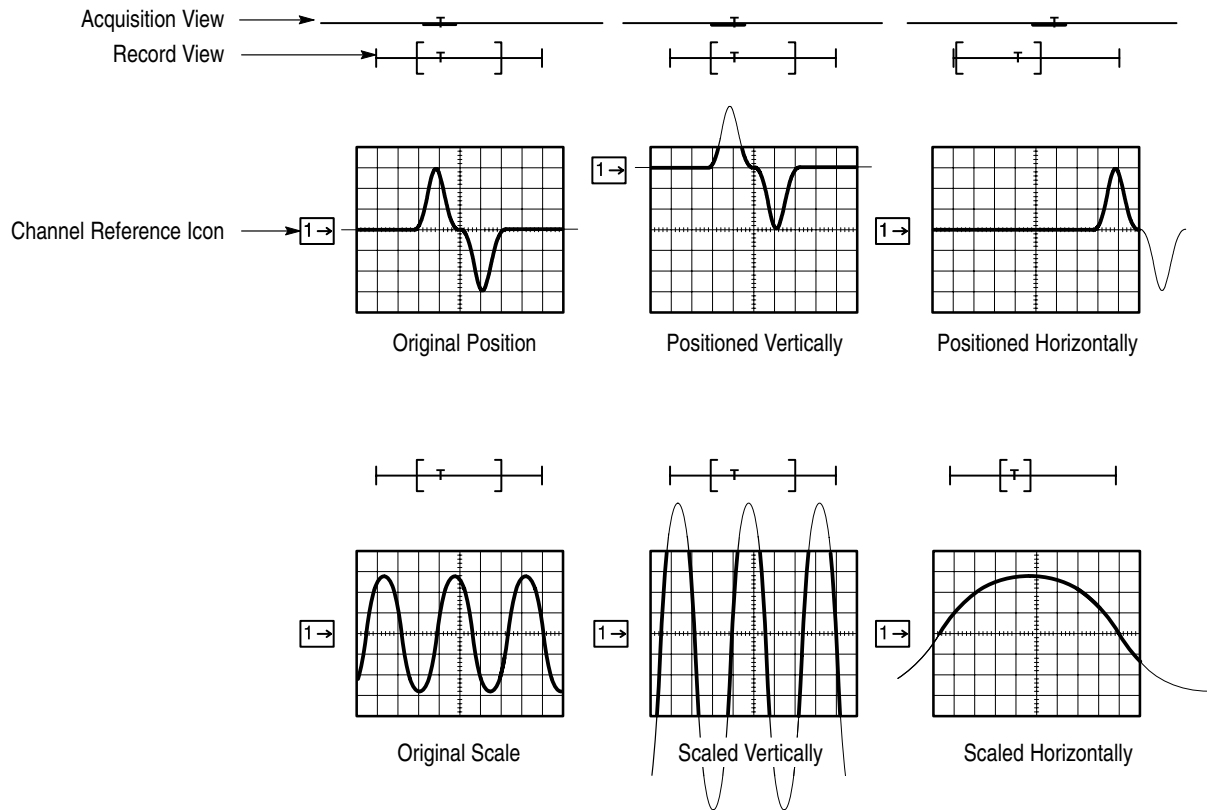 Acquisition View
T
T
T
Record View
T
T
T
Channel Reference Icon
1→
1→
1→
Original Position
Positioned Vertically
Positioned Horizontally
T
T
T
1→
1→
1→
Original Scale
Scaled Vertically
Scaled Horizontally